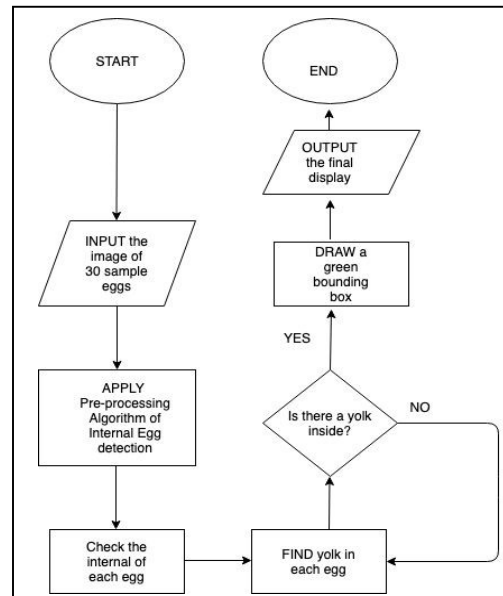 START
INPUT the
image of
30 sample
eggs
APPLY
Pre-processing
Algorithm of
Internal Egg
detection
Check the
internal of
each egg
FIND yolk in
each egg
Is there a yolk
inside?
NO
YES
DRAW a
green
bounding
box
OUTPUT
the final
display
END